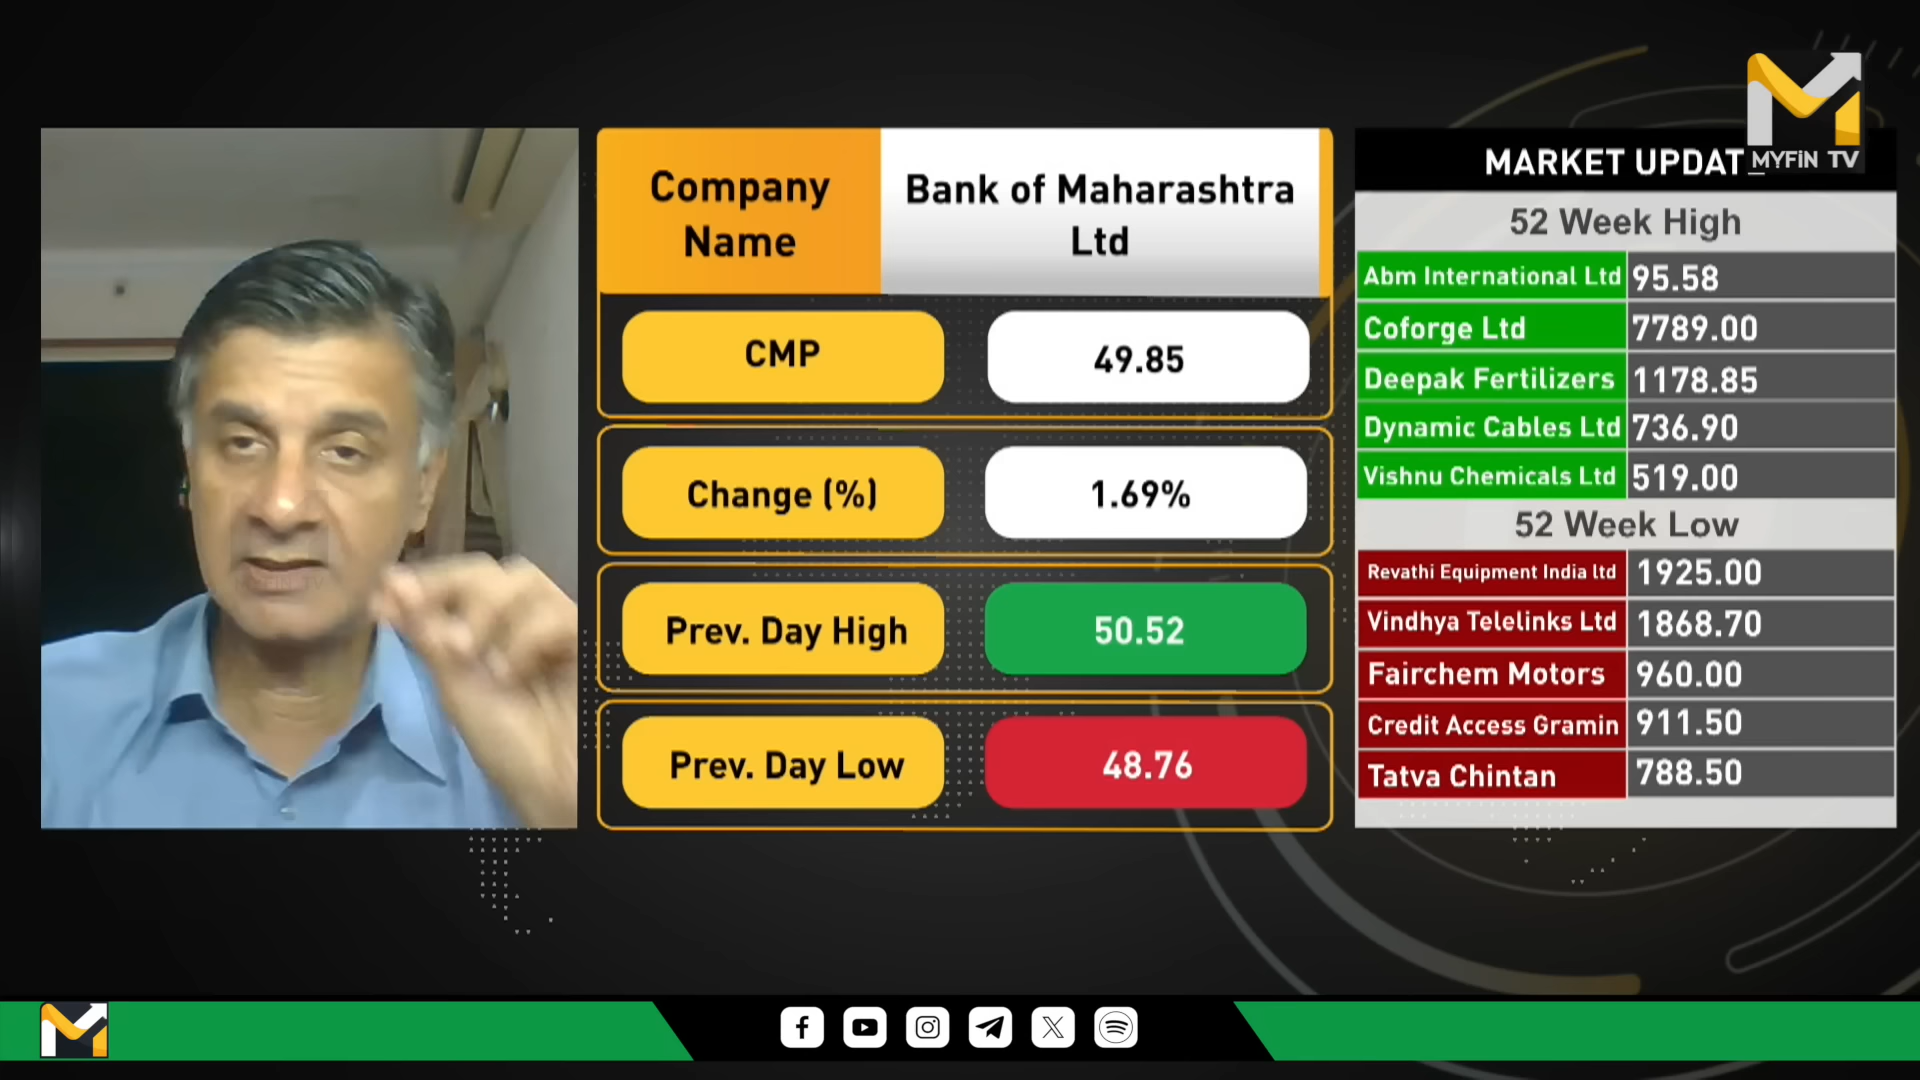 Company
Name
Bank of Maharashtra
Ltd
CMP
49.85
Change (%)
1.69%
Prev. Day High
50.52
Prev. Day Low
48.76
MYFiN TV
MARKET UPDAT
52 Week High
Abm International Ltd 95.58
Coforge Ltd 7789.00
Deepak Fertilizers 1178.85
Dynamic Cables Ltd 736.90
Vishnu Chemicals Ltd 519.00
52 Week Low
Revathi Equipment India ltd 1925.00
Vindhya Telelinks Ltd 1868.70
Fairchem Motors 960.00
Credit Access Gramin 911.50
Tatva Chintan 788.50